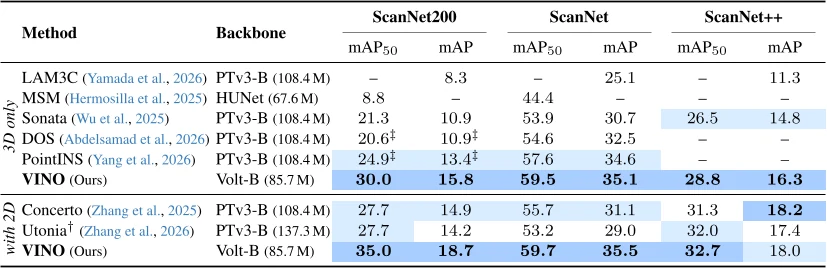 Method Backbone ScanNet200 ScanNet ScanNet++
mAP50 mAP mAP50 mAP mAP50 mAP
3D only
LAM3C (Yamada et al., 2026) PTv3-B (108.4 M) – 8.3 – 25.1 – 11.3
MSM (Hermosilla et al., 2025) HUNet (67.6 M) 8.8 – 44.4 – – –
Sonata (Wu et al., 2025) PTv3-B (108.4 M) 21.3 10.9 53.9 30.7 26.5 14.8
DOS (Abdelsamad et al., 2026) PTv3-B (108.4 M) 20.6‡ 10.9‡ 54.6 32.5 – –
PointINS (Yang et al., 2026) PTv3-B (108.4 M) 24.9‡ 13.4‡ 57.6 34.6 – –
VINO (Ours) Volt-B (85.7 M) 30.0 15.8 59.5 35.1 28.8 16.3
with 2D
Concerto (Zhang et al., 2025) PTv3-B (108.4 M) 27.7 14.9 55.7 31.1 31.3 18.2
Utonia† (Zhang et al., 2026) PTv3-B (137.3 M) 27.7 14.2 53.2 29.0 32.0 17.4
VINO (Ours) Volt-B (85.7 M) 35.0 18.7 59.7 35.5 32.7 18.0